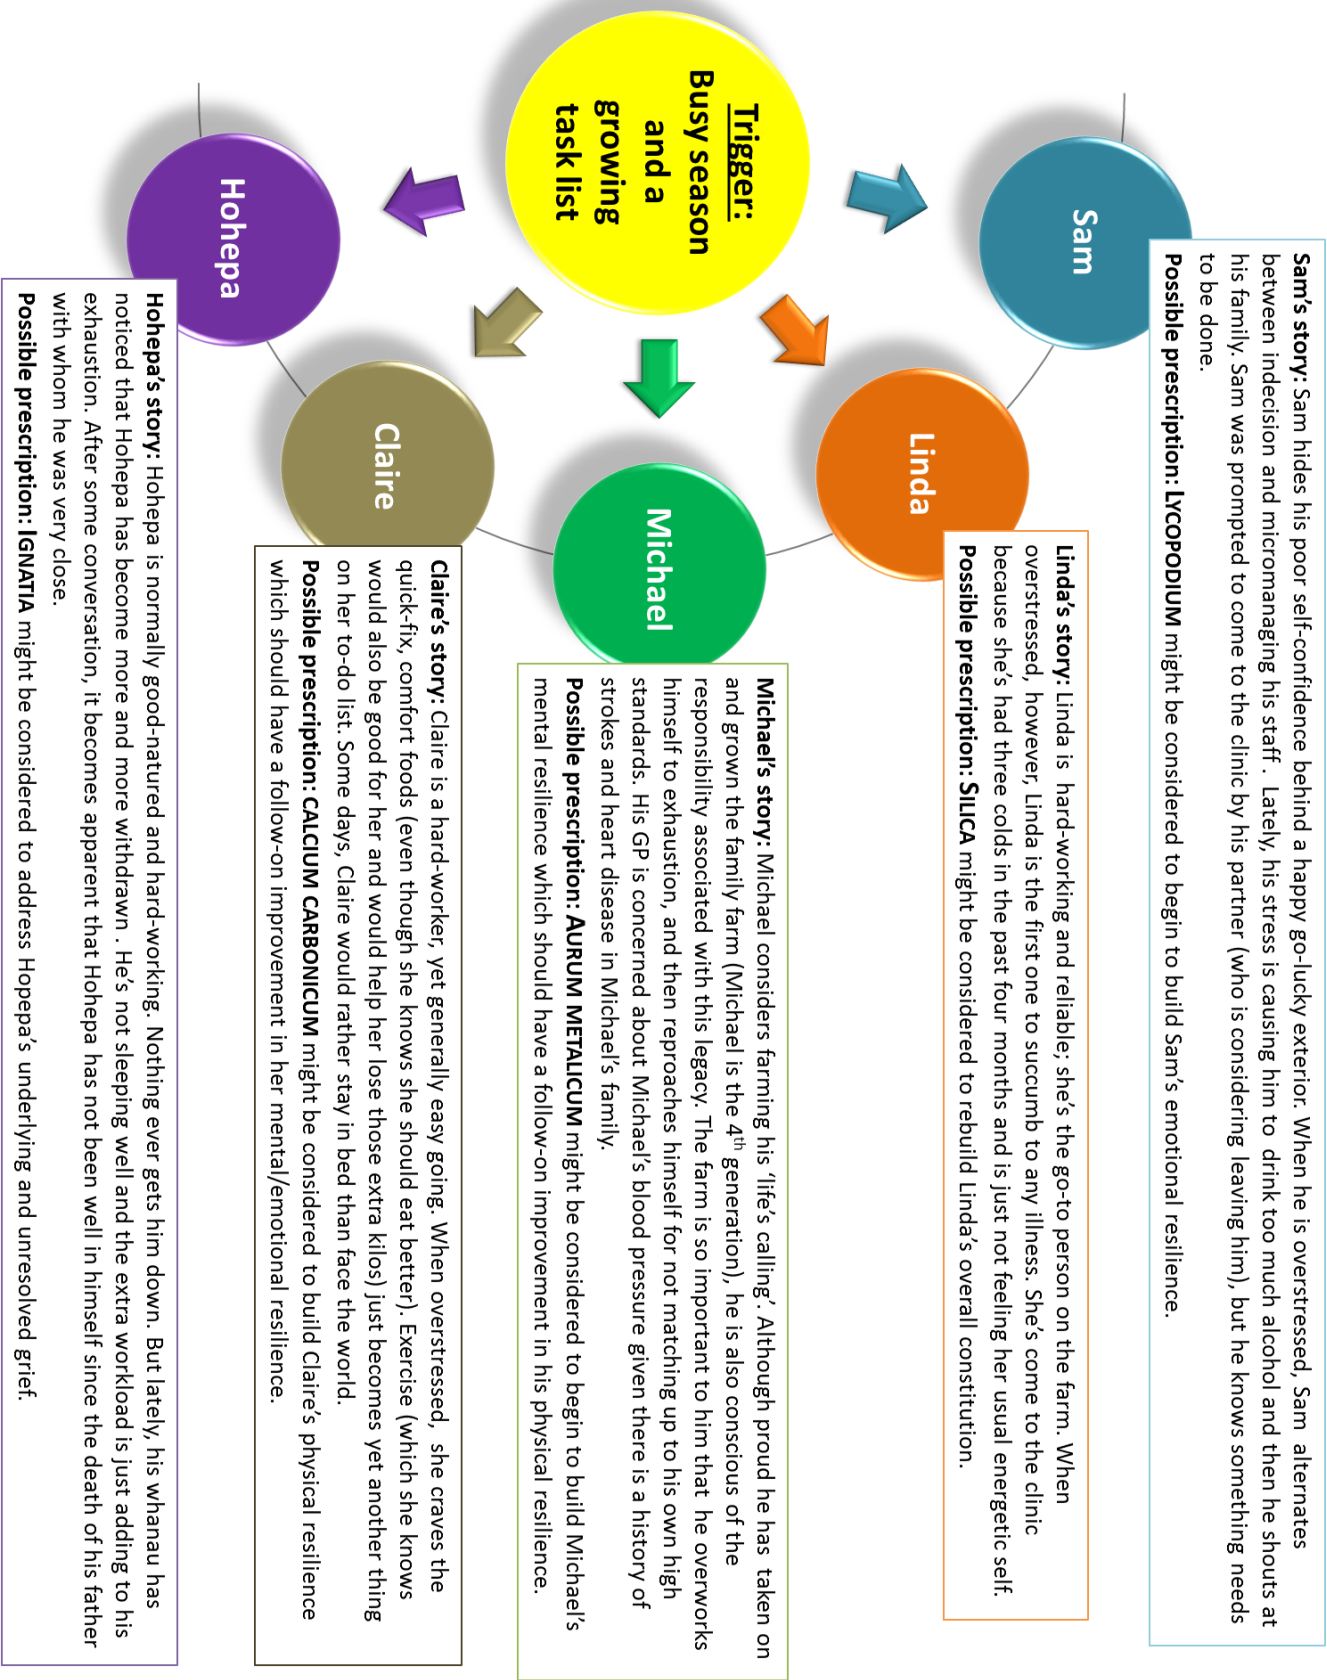 Trigger:
Busy season
and a
growing
task list
Sam
Sam’s story: Sam hides his poor self-confidence behind a happy go-lucky exterior. When he is overstressed, Sam alternates
between indecision and micromanaging his staff . Lately, his stress is causing him to drink too much alcohol and then he shouts at
his family. Sam was prompted to come to the clinic by his partner (who is considering leaving him), but he knows something needs
to be done.
Possible prescription: LYCOPODIUM might be considered to begin to build Sam’s emotional resilience.
Linda
Linda’s story: Linda is hard-working and reliable; she’s the go-to person on the farm. When
overstressed, however, Linda is the first one to succumb to any illness. She’s come to the clinic
because she’s had three colds in the past four months and is just not feeling her usual energetic self.
Possible prescription: SILICA might be considered to rebuild Linda’s overall constitution.
Michael
Michael’s story: Michael considers farming his ‘life’s calling’. Although proud he has taken on
and grown the family farm (Michael is the 4th generation), he is also conscious of the
responsibility associated with this legacy. The farm is so important to him that he overworks
himself to exhaustion, and then reproaches himself for not matching up to his own high
standards. His GP is concerned about Michael’s blood pressure given there is a history of
strokes and heart disease in Michael’s family.
Possible prescription: AURUM METALICUM might be considered to begin to build Michael’s
mental resilience which should have a follow-on improvement in his physical resilience.
Claire
Claire’s story: Claire is a hard-worker, yet generally easy going. When overstressed, she craves the
quick-fix, comfort foods (even though she knows she should eat better). Exercise (which she knows
would also be good for her and would help her lose those extra kilos) just becomes yet another thing
on her to-do list. Some days, Claire would rather stay in bed than face the world.
Possible prescription: CALCIUM CARBONICUM might be considered to build Claire’s physical resilience
which should have a follow-on improvement in her mental/emotional resilience.
Hohepa
Hohepa’s story: Hohepa is normally good-natured and hard-working. Nothing ever gets him down. But lately, his whanau has
noticed that Hohepa has become more and more withdrawn . He’s not sleeping well and the extra workload is just adding to his
exhaustion. After some conversation, it becomes apparent that Hohepa has not been well in himself since the death of his father
with whom he was very close.
Possible prescription: IGNATIA might be considered to address Hopepa’s underlying and unresolved grief.